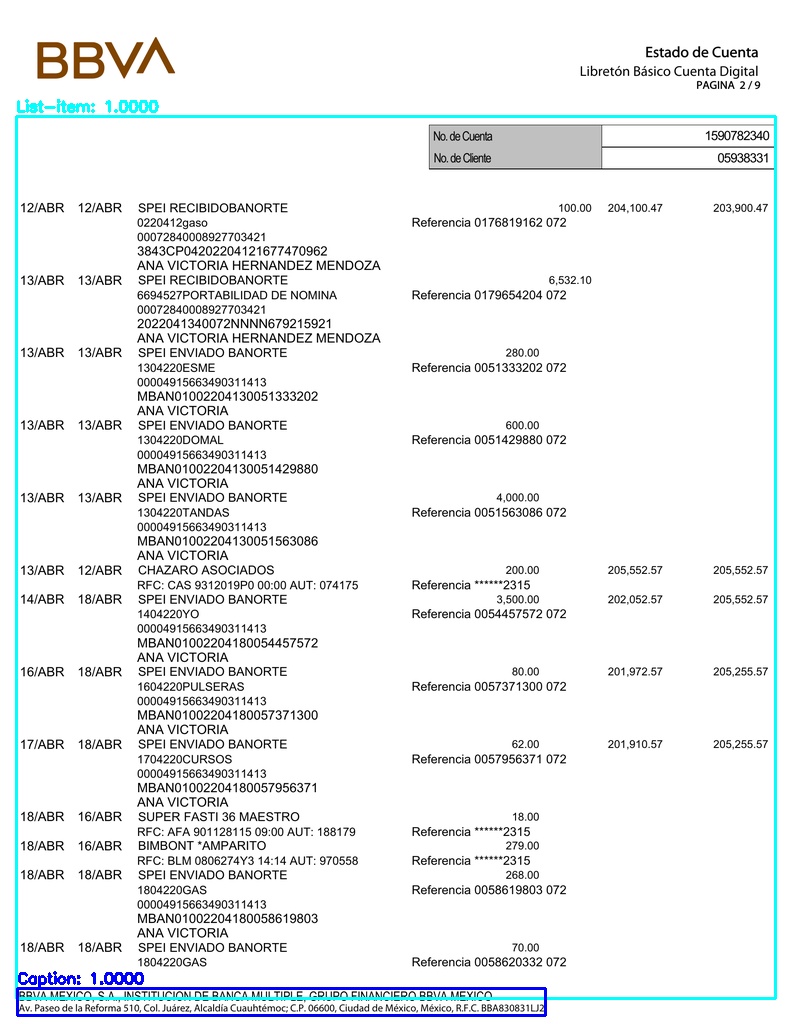 BBVA
Estado de Cuenta
Libretón Básico Cuenta Digital
PAGINA 2 / 9
List-item: 1.0000
No. de Cuenta 1590782340
No. de Cliente 05938331
12/ABR 12/ABR SPEI RECIBIDOBANORTE 100.00 204,100.47 203,900.47
0220412gaso Referencia 0176819162 072
00072840008927703421
3843CP04202204121677470962
ANA VICTORIA HERNANDEZ MENDOZA
13/ABR 13/ABR SPEI RECIBIDOBANORTE 6,532.10
6694527PORTABILIDAD DE NOMINA Referencia 0179654204 072
00072840008927703421
2022041340072NNNN679215921
ANA VICTORIA HERNANDEZ MENDOZA
13/ABR 13/ABR SPEI ENVIADO BANORTE 280.00
1304220ESME Referencia 0051333202 072
00004915663490311413
MBAN01002204130051333202
ANA VICTORIA
13/ABR 13/ABR SPEI ENVIADO BANORTE 600.00
1304220DOMAL Referencia 0051429880 072
00004915663490311413
MBAN01002204130051429880
ANA VICTORIA
13/ABR 13/ABR SPEI ENVIADO BANORTE 4,000.00
1304220TANDAS Referencia 0051563086 072
00004915663490311413
MBAN01002204130051563086
ANA VICTORIA
13/ABR 12/ABR CHAZARO ASOCIADOS 200.00 205,552.57 205,552.57
RFC: CAS 9312019P0 00:00 AUT: 074175 Referencia ******2315
14/ABR 18/ABR SPEI ENVIADO BANORTE 3,500.00 202,052.57 205,552.57
1404220YO Referencia 0054457572 072
00004915663490311413
MBAN01002204180054457572
ANA VICTORIA
16/ABR 18/ABR SPEI ENVIADO BANORTE 80.00 201,972.57 205,255.57
1604220PULSERAS Referencia 0057371300 072
00004915663490311413
MBAN01002204180057371300
ANA VICTORIA
17/ABR 18/ABR SPEI ENVIADO BANORTE 62.00 201,910.57 205,255.57
1704220CURSOS Referencia 0057956371 072
00004915663490311413
MBAN01002204180057956371
ANA VICTORIA
18/ABR 16/ABR SUPER FASTI 36 MAESTRO 18.00
RFC: AFA 901128115 09:00 AUT: 188179 Referencia ******2315
18/ABR 16/ABR BIMBONT *AMPARITO 279.00
RFC: BLM 0806274Y3 14:14 AUT: 970558 Referencia ******2315
18/ABR 18/ABR SPEI ENVIADO BANORTE 268.00
1804220GAS Referencia 0058619803 072
00004915663490311413
MBAN01002204180058619803
ANA VICTORIA
18/ABR 18/ABR SPEI ENVIADO BANORTE 70.00
1804220GAS Referencia 0058620332 072
Caption: 1.0000
BBVA MEXICO, S.A., INSTITUCION DE BANCA MULTIPLE, GRUPO FINANCIERO BBVA MEXICO
Av. Paseo de la Reforma 510, Col. Juárez, Alcaldía Cuauhtémoc; C.P. 06600, Ciudad de México, México, R.F.C. BBA830831LJ2